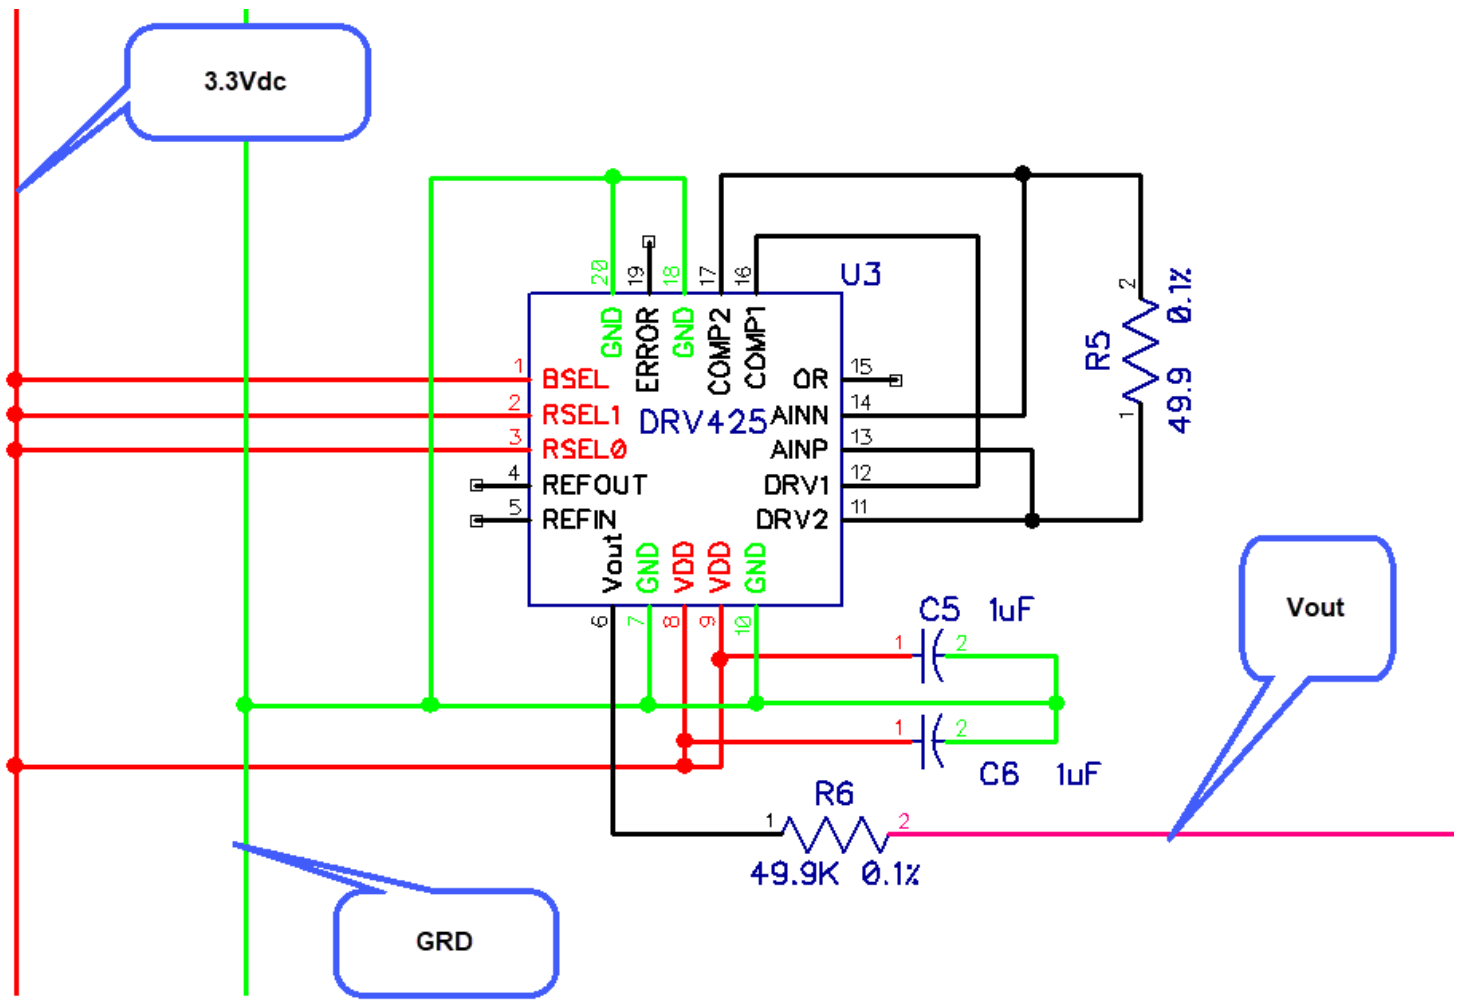 3.3Vdc
20
19
18
17
16
U3
GND
ERROR
GND
COMP2
COMP1
2
R5
49.9 0.1%
1
1
BSEL
OR
15
2
RSEL1
DRV425
AINN
14
3
RSEL0
AINP
13
4
REFOUT
DRV1
12
5
REFIN
DRV2
11
Vout
GND
VDD
VDD
GND
6
7
8
9
10
C5 1uF
1
2
Vout
1
2
C6 1uF
R6
1
2
49.9K 0.1%
GRD